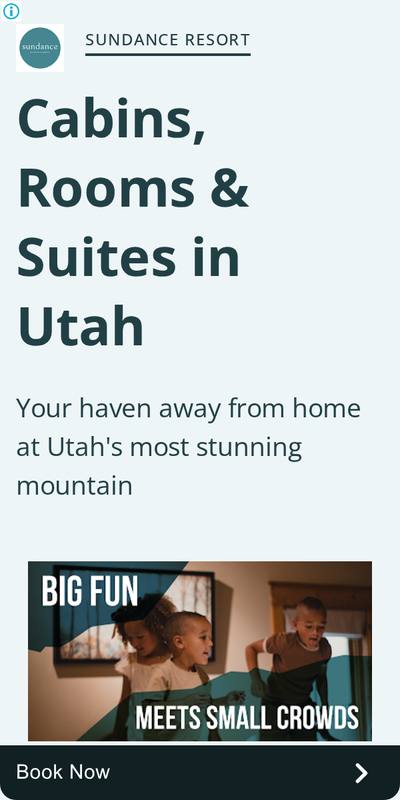 sundance
SUNDANCE RESORT
Cabins,
Rooms &
Suites in
Utah
Your haven away from home
at Utah's most stunning
mountain
BIG FUN
MEETS SMALL CROWDS
Book Now